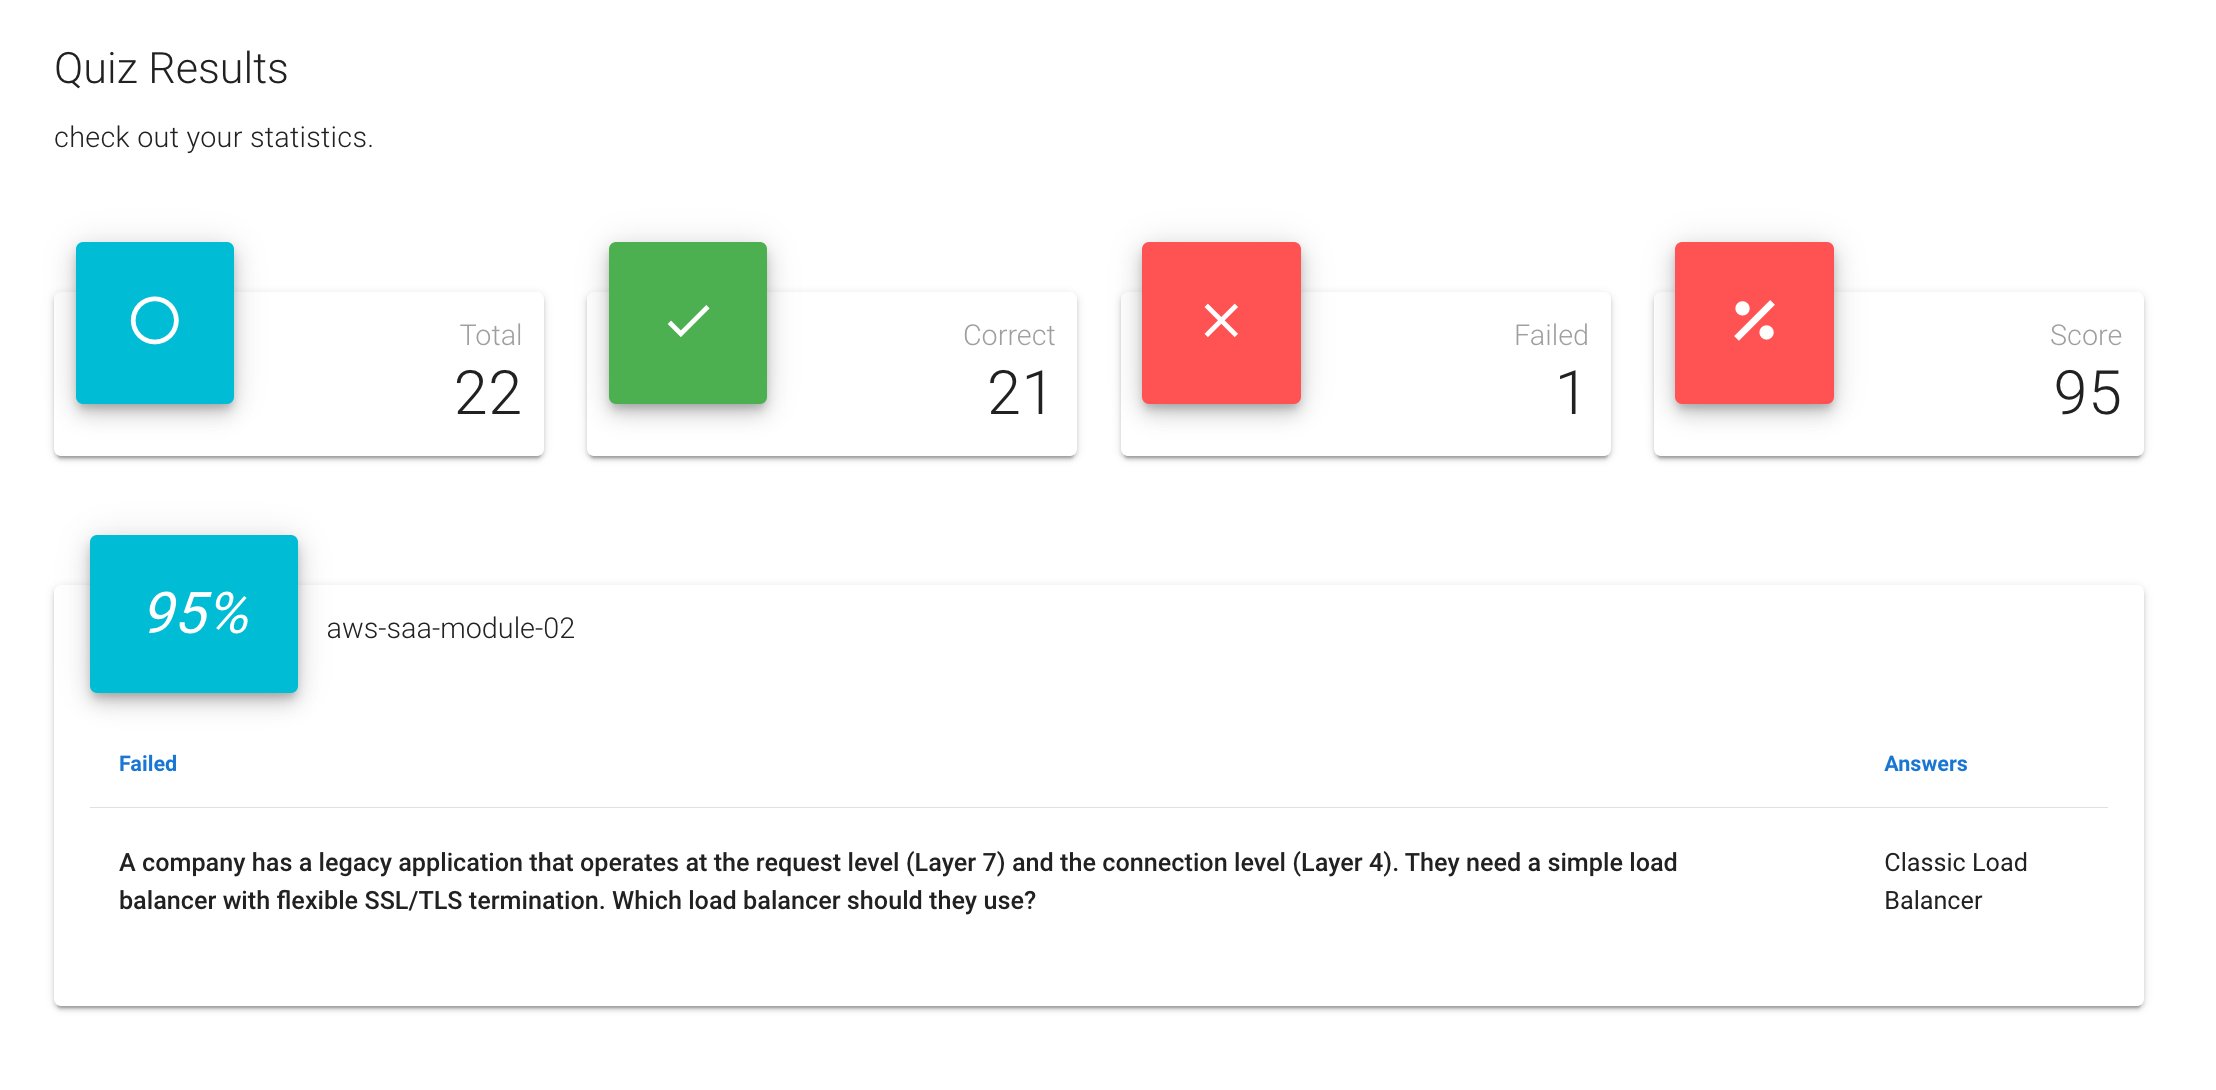 Quiz Results
check out your statistics.
Total
22
Correct
21
Failed
1
Score
95
95%
aws-saa-module-02
Failed
Answers
A company has a legacy application that operates at the request level (Layer 7) and the connection level (Layer 4). They need a simple load
balancer with flexible SSL/TLS termination. Which load balancer should they use?
Classic Load
Balancer